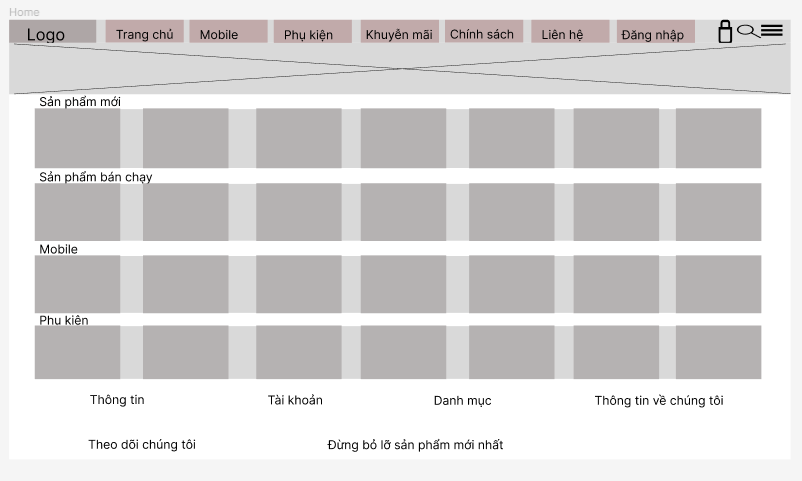 Home
Logo
Trang chủ
Mobile
Phụ kiện
Khuyễn mãi
Chính sách
Liên hệ
Đăng nhập
Sản phẩm mới
Sản phẩm bán chạy
Mobile
Phụ kiện
Thông tin
Tài khoản
Danh mục
Thông tin về chúng tôi
Theo dõi chúng tôi
Đừng bỏ lỡ sản phẩm mới nhất